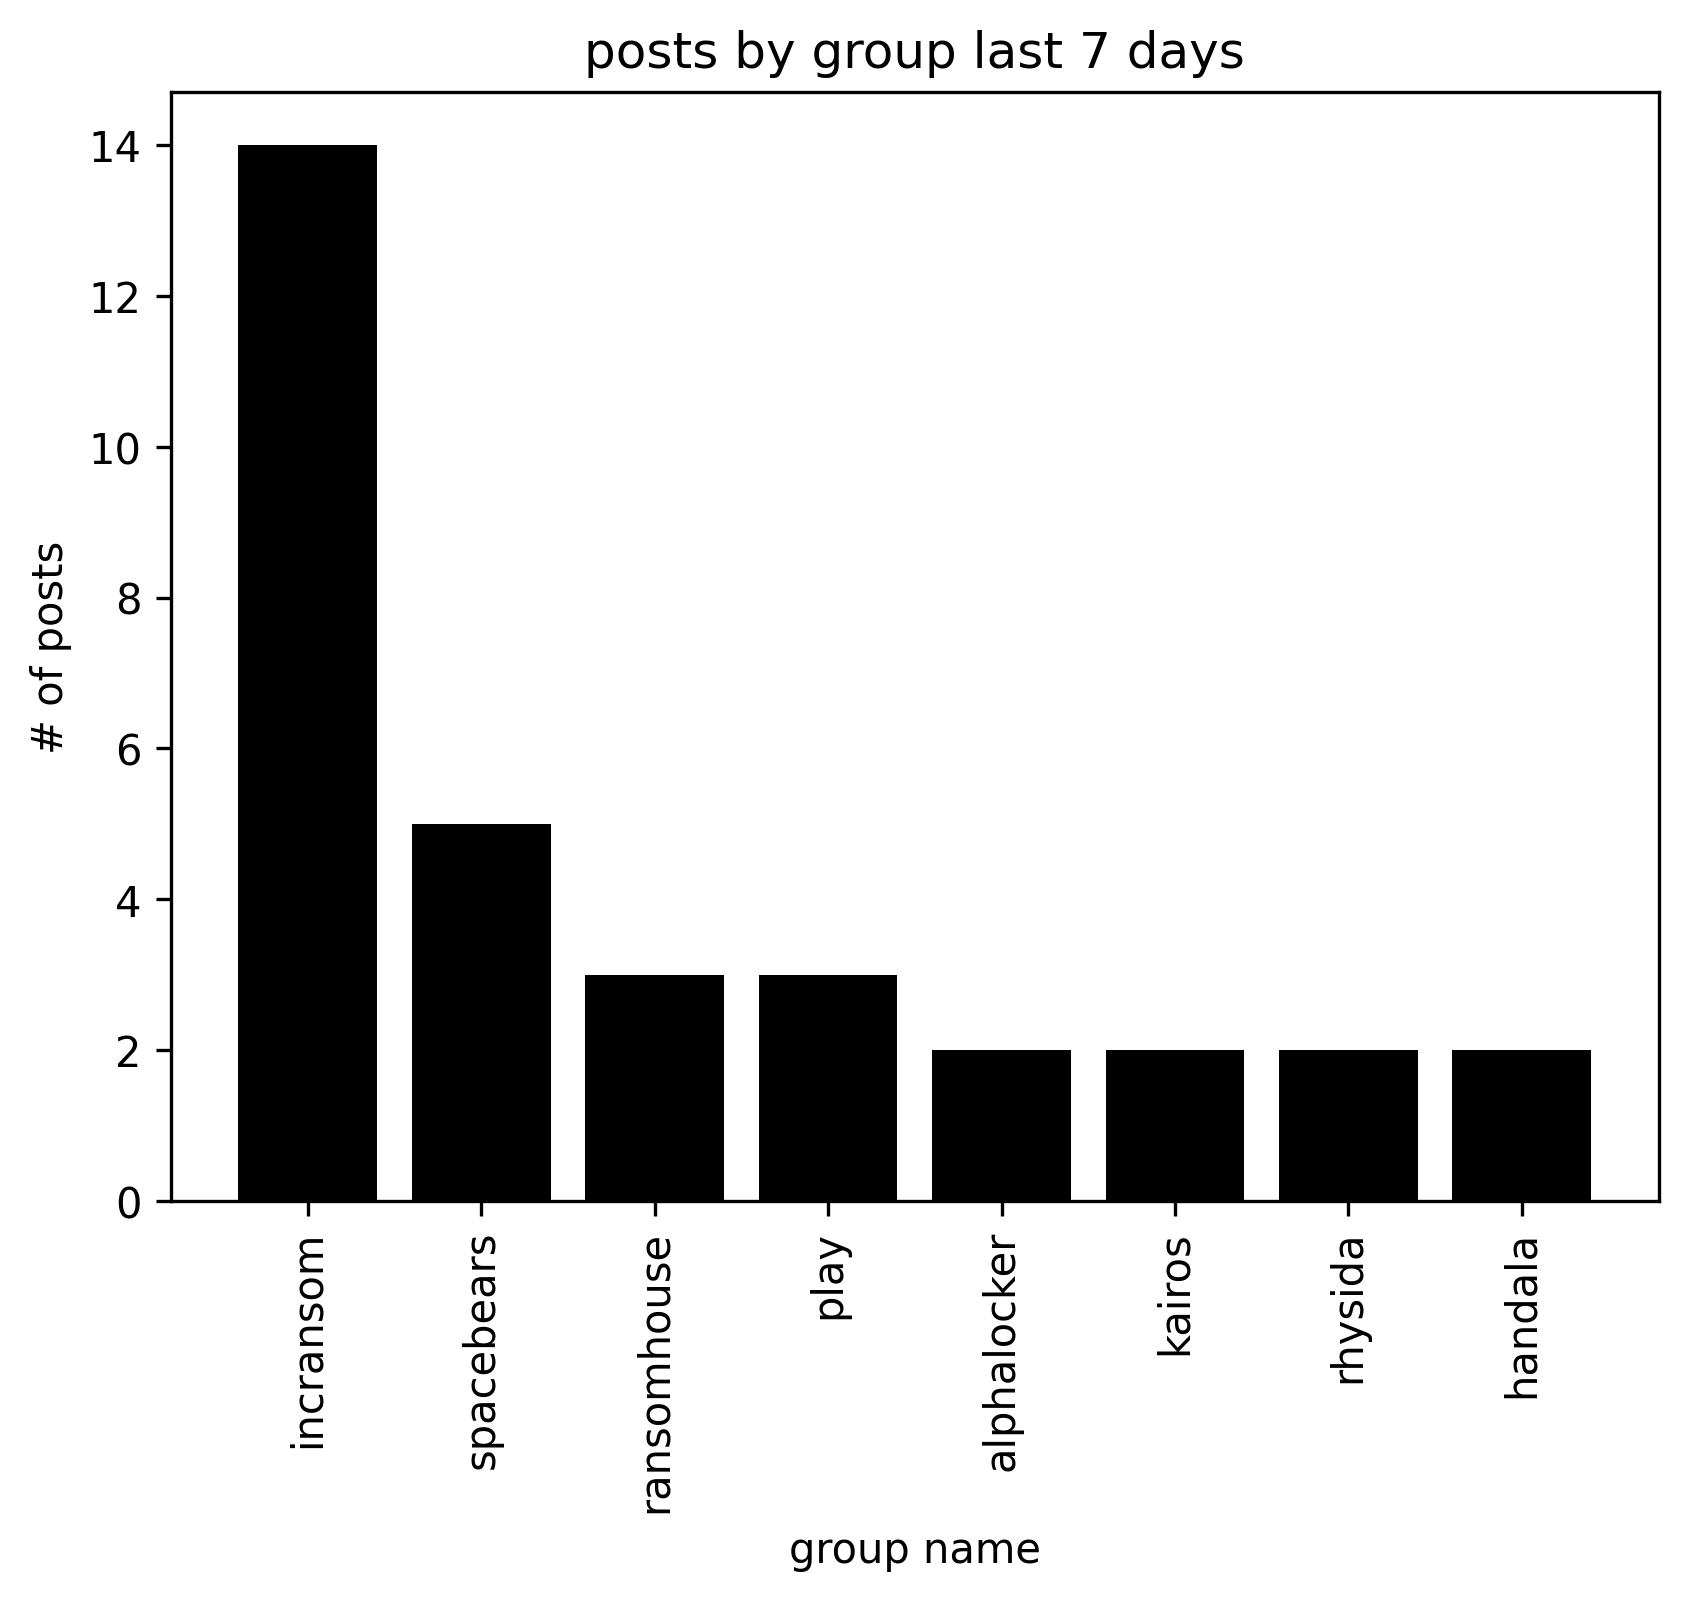 posts by group last 7 days
# of posts
14
12
10
8
6
4
2
0
incransom
spacebears
ransomhouse
play
alphalocker
kairos
rhysida
handala
group name